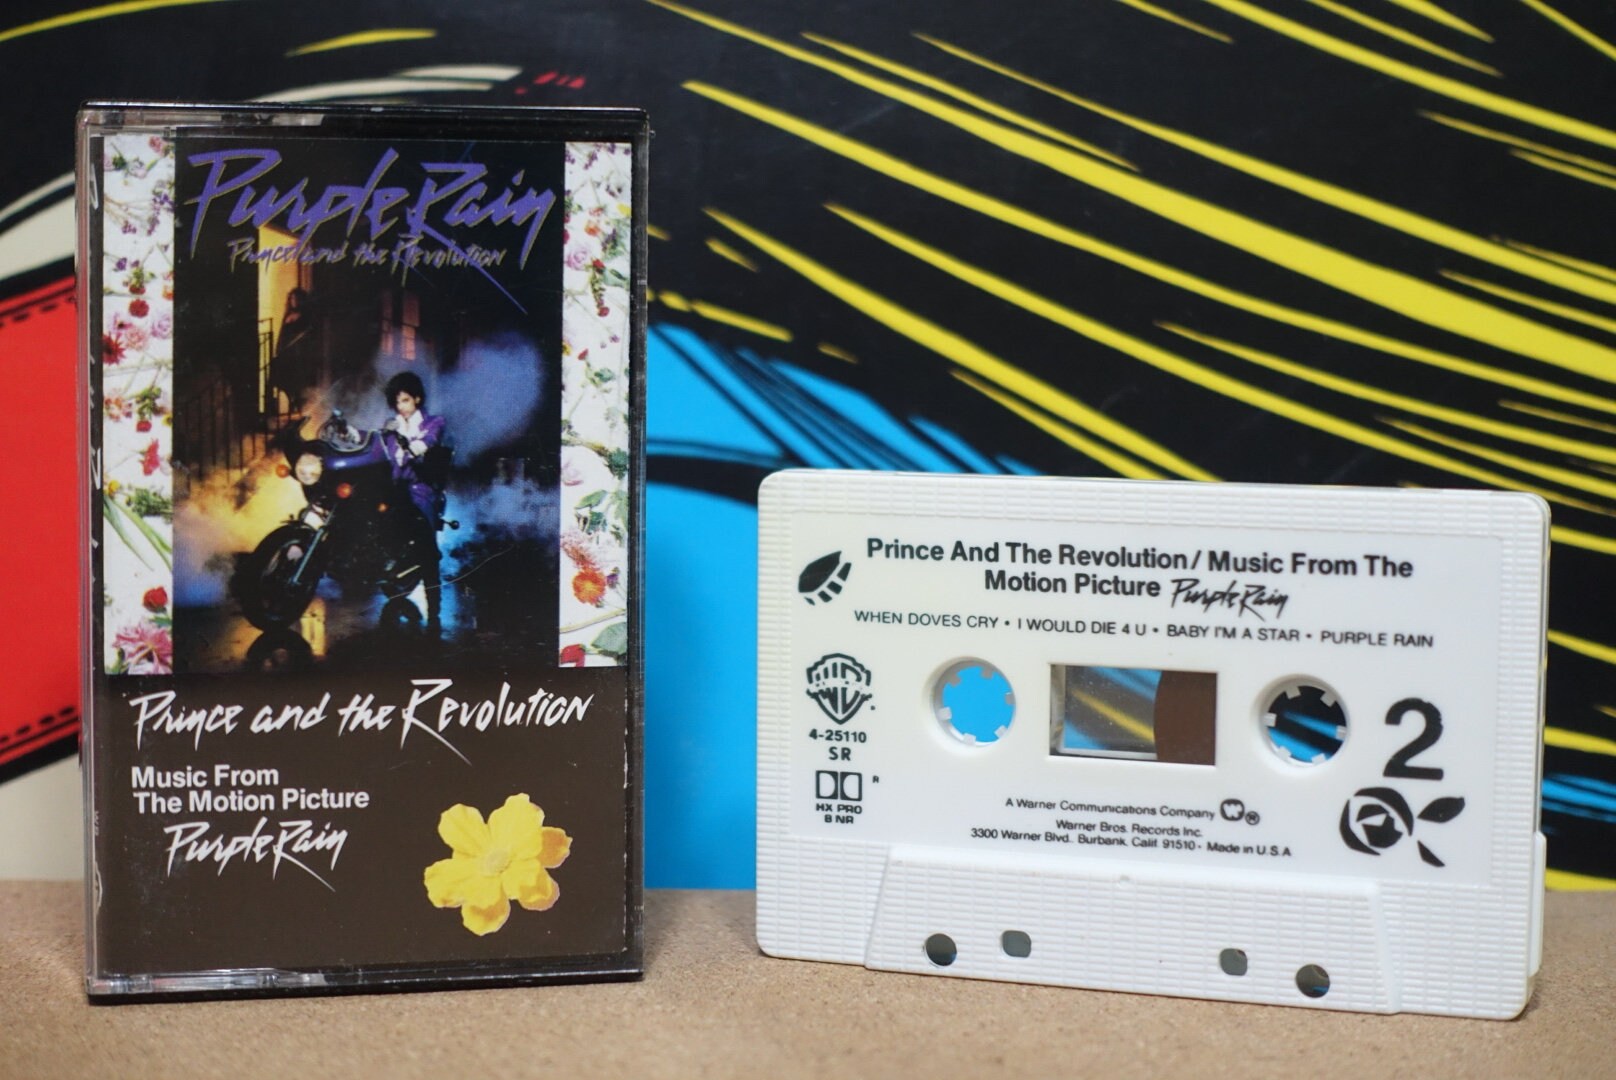 Purple Rain
Prince and the Revolution
Prince and the Revolution
Music From
The Motion Picture
Purple Rain
Prince And The Revolution / Music From The
Motion Picture Purple Rain
WHEN DOVES CRY • I WOULD DIE 4 U • BABY I'M A STAR • PURPLE RAIN
4-25110
SR
HX PRO
B NR
R
2
A Warner Communications Company W ®
Warner Bros. Records Inc.
3300 Warner Blvd., Burbank, Calif. 91510 • Made in U.S.A